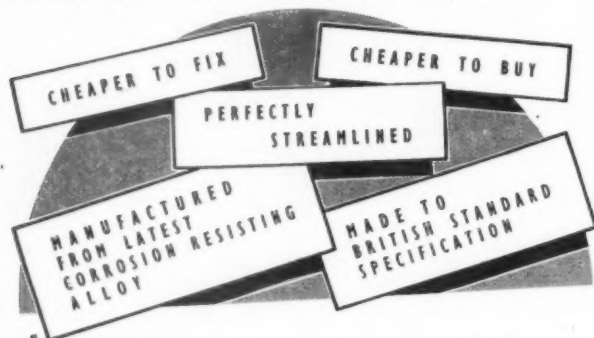 CHEAPER TO FIX
CHEAPER TO BUY
PERFECTLY
STREAMLINED
MANUFACTURED
FROM LATEST
CORROSION RESISTING
ALLOY
MADE TO
BRITISH STANDARD
SPECIFICATION